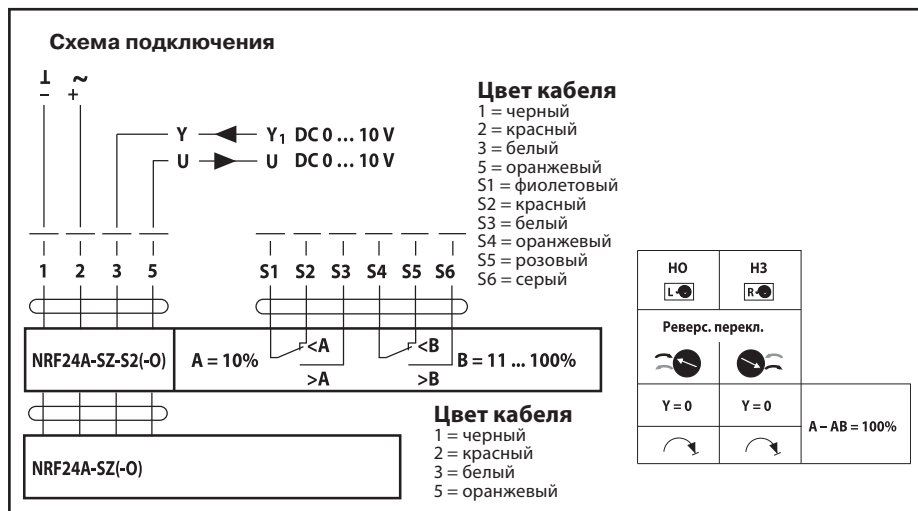 Схема подключения
⊥ ~
– +
Y Y1 DC 0 ... 10 V
U U DC 0 ... 10 V
Цвет кабеля
1 = черный
2 = красный
3 = белый
5 = оранжевый
S1 = фиолетовый
S2 = красный
S3 = белый
S4 = оранжевый
S5 = розовый
S6 = серый
1 2 3 5 S1 S2 S3 S4 S5 S6
NRF24A-SZ-S2(-O)
A = 10%
<A
>A
<B
>B
B = 11 ... 100%
NRF24A-SZ(-O)
Цвет кабеля
1 = черный
2 = красный
3 = белый
5 = оранжевый
НО НЗ
L R
Реверс. перекл.
Y = 0 Y = 0
A – AB = 100%